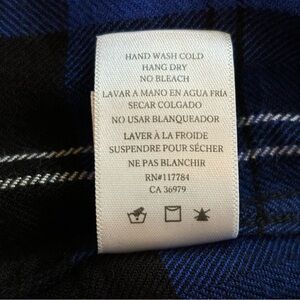 HAND WASH COLD
HANG DRY
NO BLEACH
LAVAR A MANO EN AGUA FRÍA
SECAR COLGADO
NO USAR BLANQUEADOR
LAVER À LA FROIDE
SUSPENDRE POUR SÉCHER
NE PAS BLANCHIR
RN#117784
CA 36979